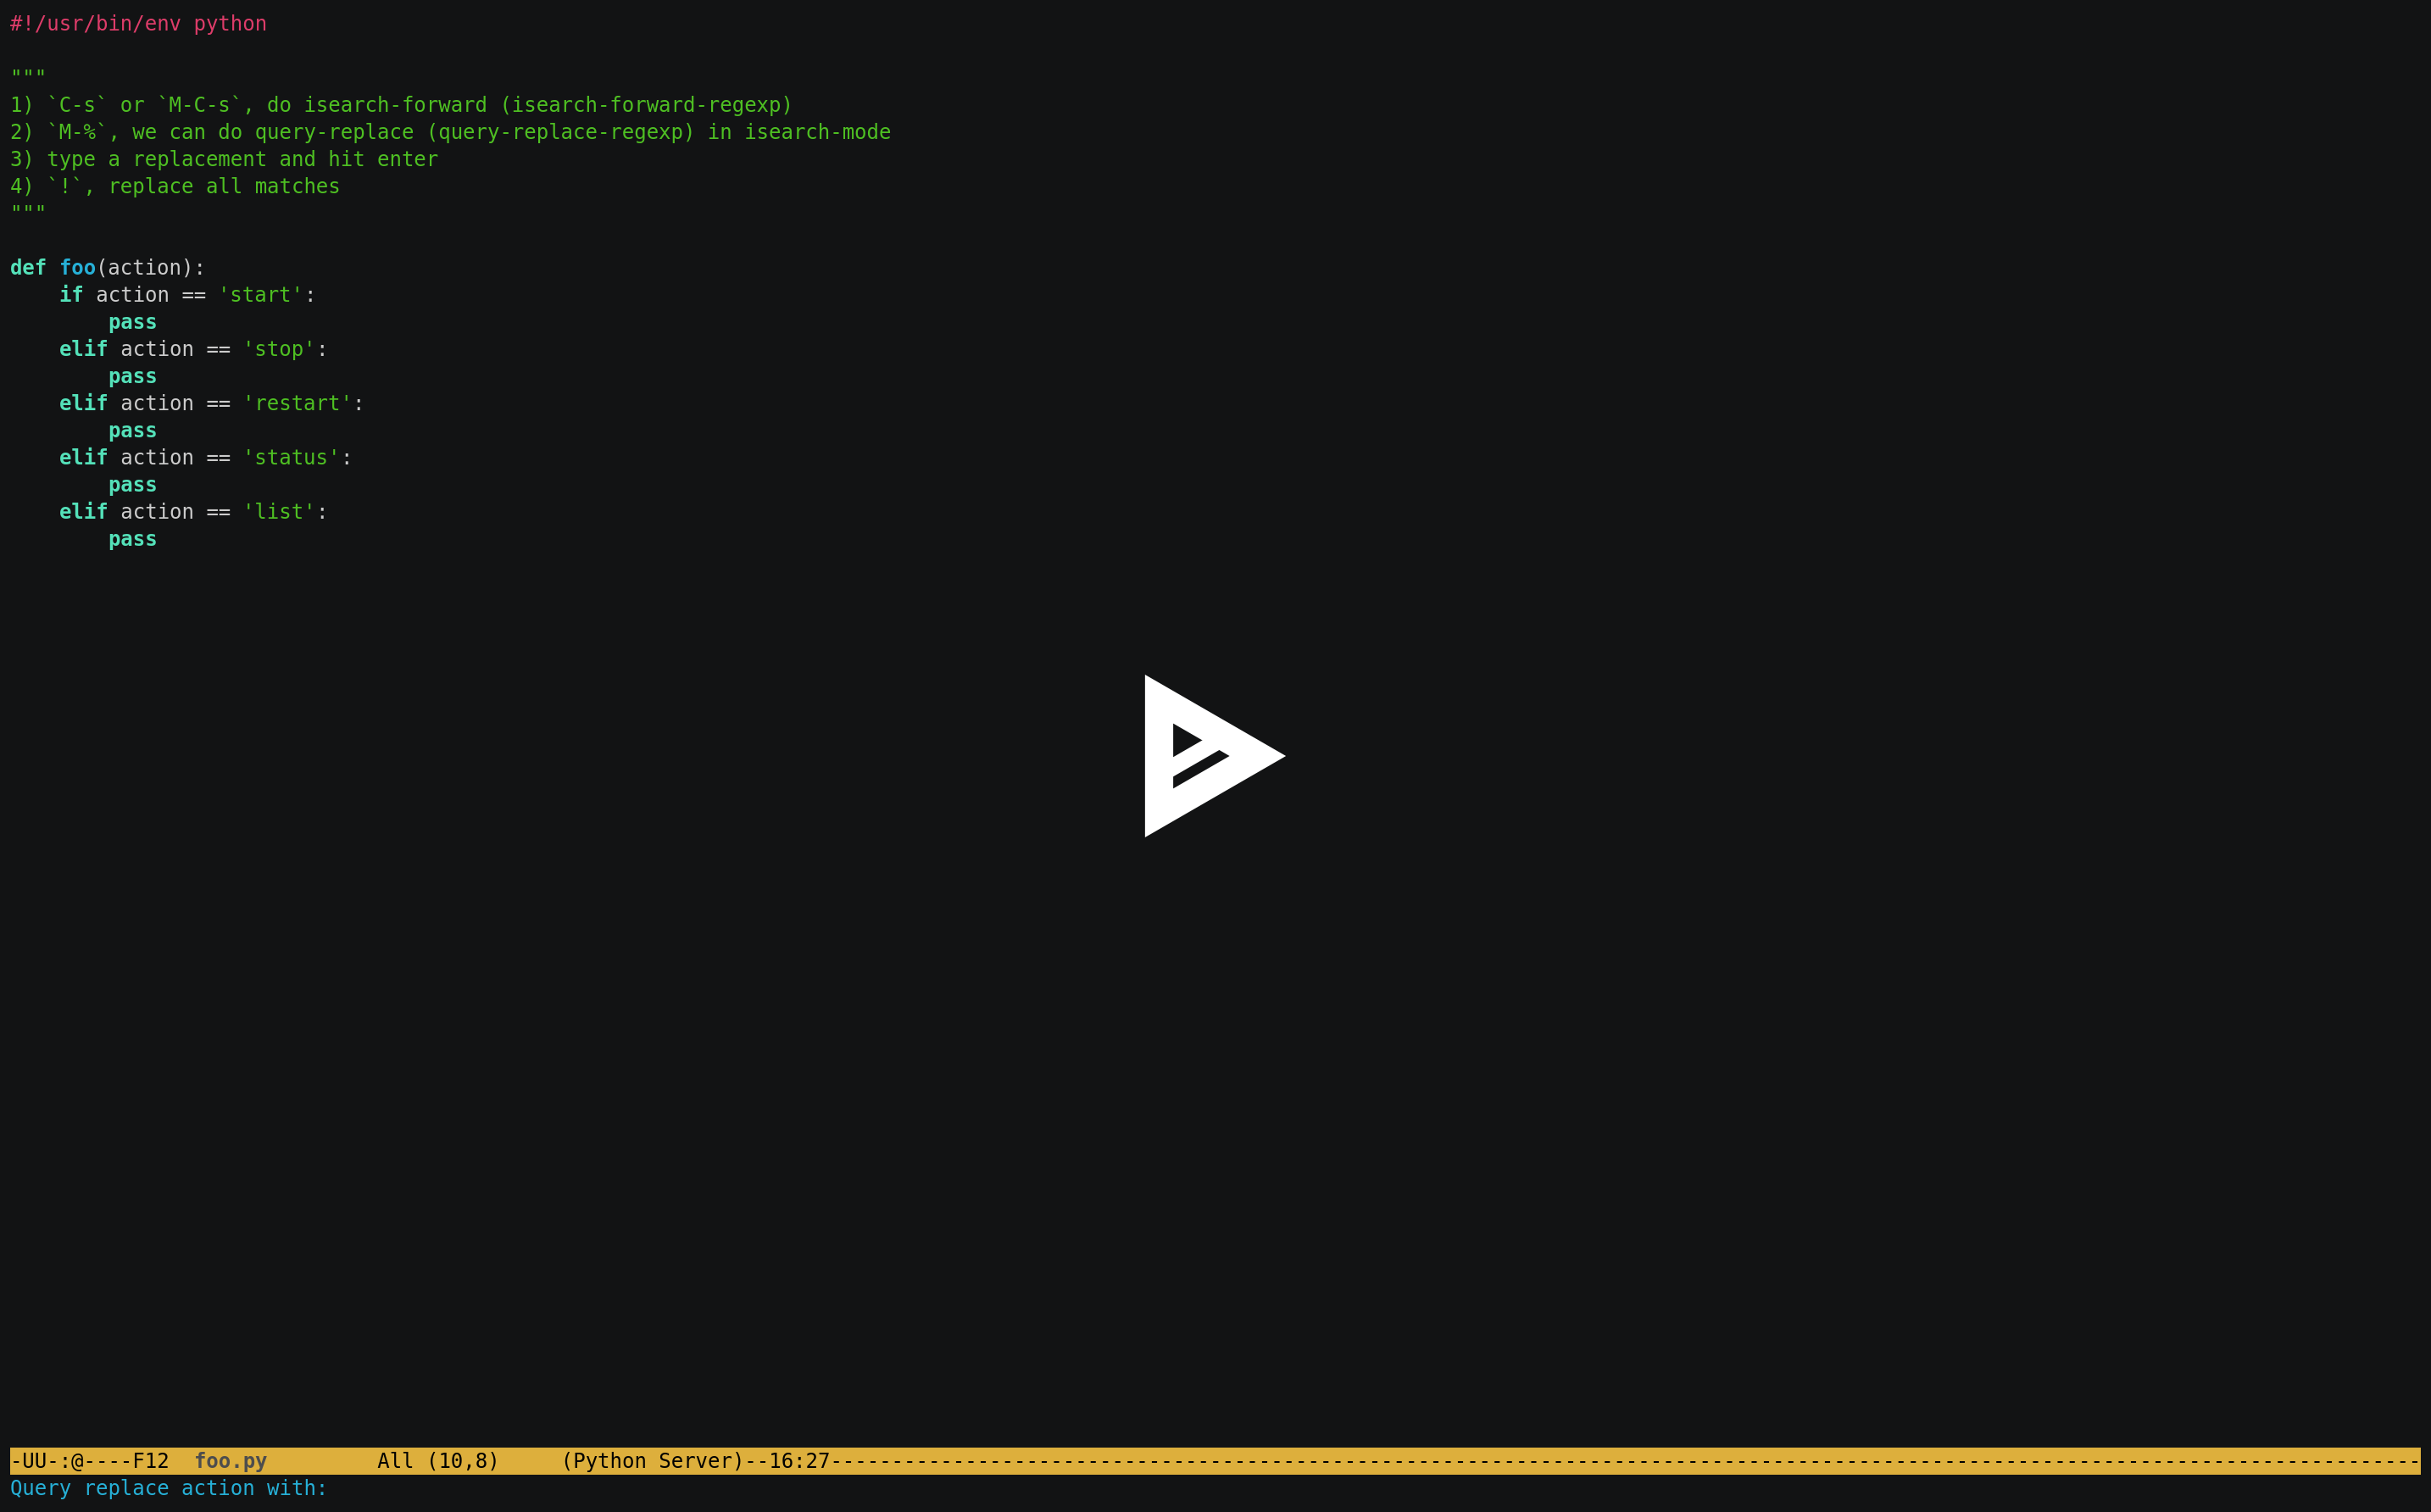 #!/usr/bin/env python

"""
1) `C-s` or `M-C-s`, do isearch-forward (isearch-forward-regexp)
2) `M-%`, we can do query-replace (query-replace-regexp) in isearch-mode
3) type a replacement and hit enter
4) `!`, replace all matches
"""

def foo(action):
    if action == 'start':
        pass
    elif action == 'stop':
        pass
    elif action == 'restart':
        pass
    elif action == 'status':
        pass
    elif action == 'list':
        pass
-UU-:@----F12  foo.py         All (10,8)     (Python Server)--16:27----------------------------------------------------------------------------------------------------------------------------------
Query replace action with: